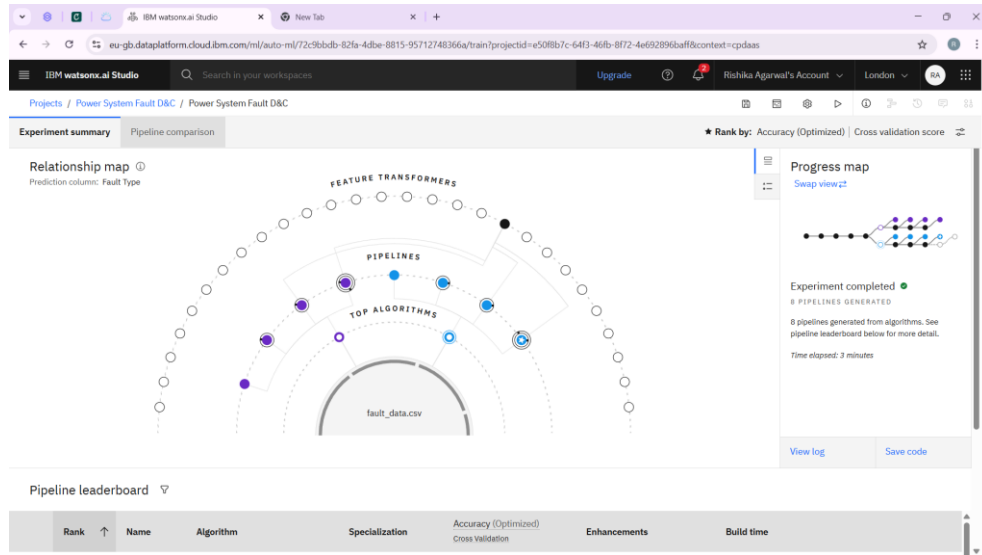 IBM watsonx.ai Studio
New Tab
eu-gb.dataplatform.cloud.ibm.com/ml/auto-ml/72c9bbdb-82fa-4dbe-8815-95712748366a/train?projectid=e50f8b7c-64f3-46fb-8f72-4e692896baff&context=cpdaas
R
IBM watsonx.ai Studio
Search in your workspaces
Upgrade
2
Rishika Agarwal's Account
London
RA
Projects / Power System Fault D&C / Power System Fault D&C
Experiment summary
Pipeline comparison
★ Rank by: Accuracy (Optimized) | Cross validation score
Relationship map
Prediction column: Fault Type
FEATURE TRANSFORMERS
PIPELINES
TOP ALGORITHMS
fault_data.csv
Progress map
Swap view
Experiment completed
8 PIPELINES GENERATED
8 pipelines generated from algorithms. See
pipeline leaderboard below for more detail.
Time elapsed: 3 minutes
View log
Save code
Pipeline leaderboard
Rank ↑ Name Algorithm Specialization Accuracy (Optimized) Enhancements Build time
Cross Validation